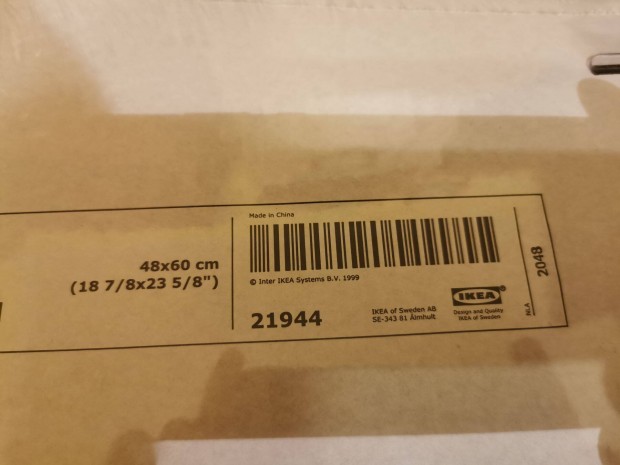 48x60 cm
(18 7/8x23 5/8")
Made in China
© Inter IKEA Systems B.V. 1999
21944
IKEA of Sweden AB
SE-343 81 Älmhult
IKEA®
Design and Quality
IKEA of Sweden
2048